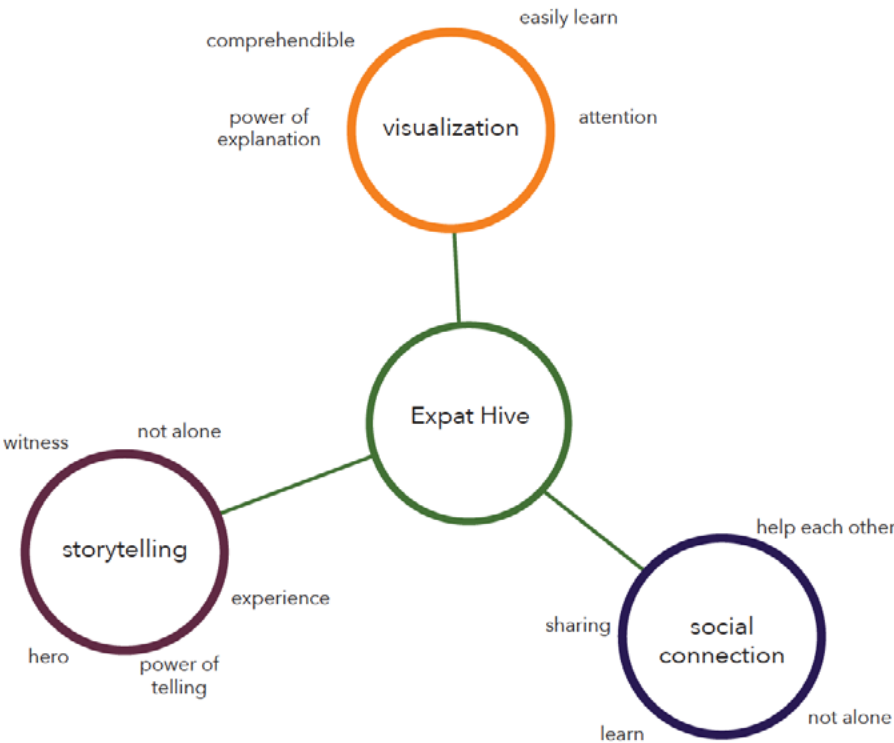 easily learn
comprehendible
power of
explanation
visualization
attention
Expat Hive
not alone
witness
storytelling
experience
hero
power of
telling
help each other
sharing
social
connection
not alone
learn